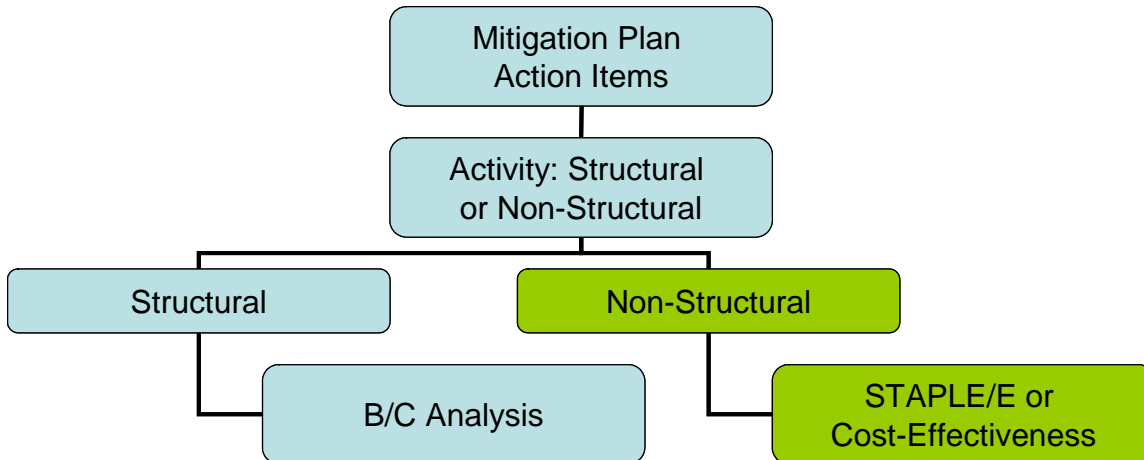 Mitigation Plan
Action Items
Activity: Structural
or Non-Structural
Structural
Non-Structural
B/C Analysis
STAPLE/E or
Cost-Effectiveness